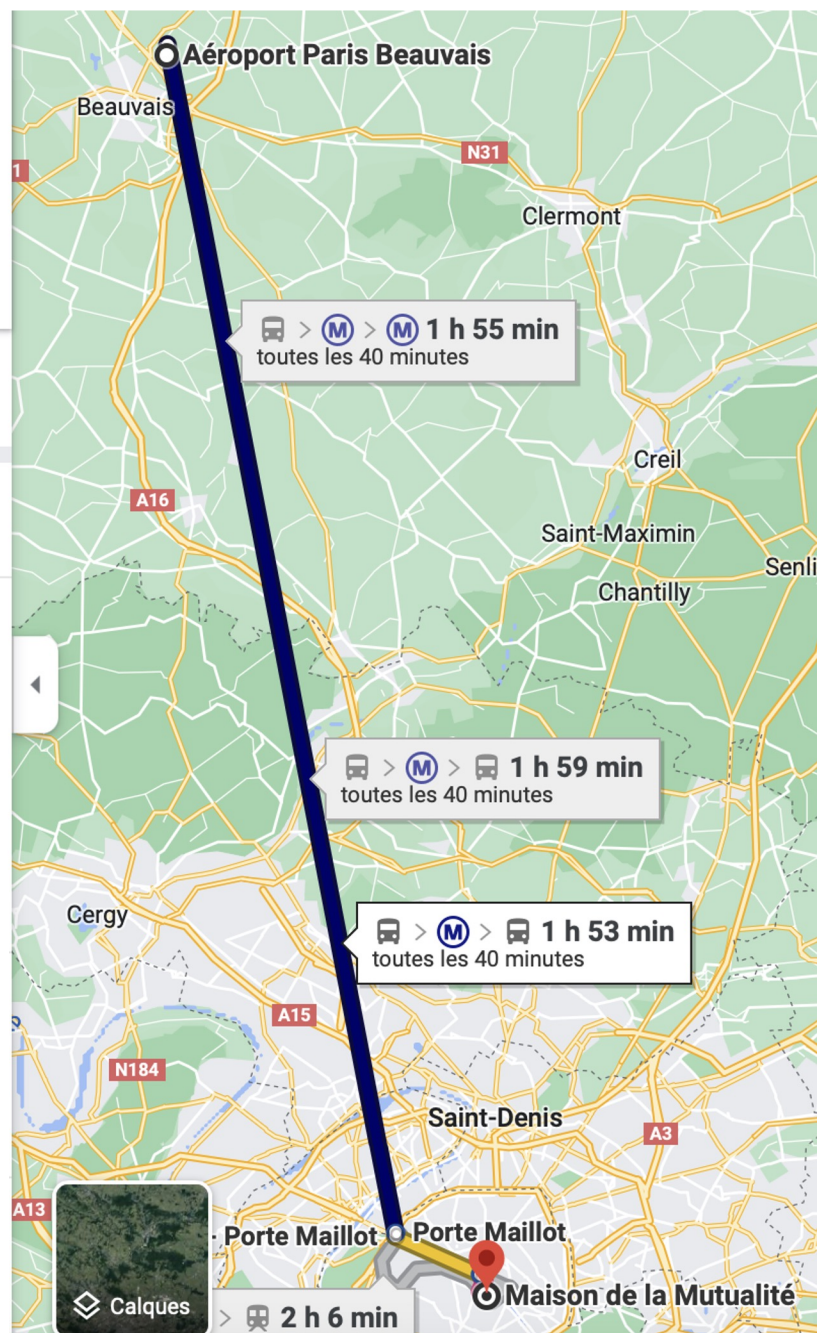 Aéroport Paris Beauvais
Beauvais
N31
1
Clermont
M M 1 h 55 min
toutes les 40 minutes
Creil
A16
Saint-Maximin
Senli
Chantilly
M 1 h 59 min
toutes les 40 minutes
Cergy
M 1 h 53 min
toutes les 40 minutes
A15
N184
Saint-Denis
A3
A13
- Porte Maillot
Porte Maillot
Maison de la Mutualité
Calques
2 h 6 min